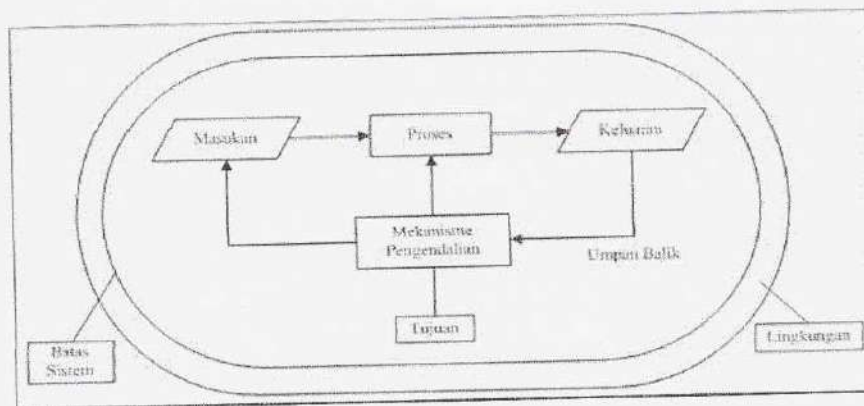 Masukan
Proses
Keluaran
Mekanisme
Pengendalian
Umpan Balik
Tujuan
Batas
Sistem
Lingkungan